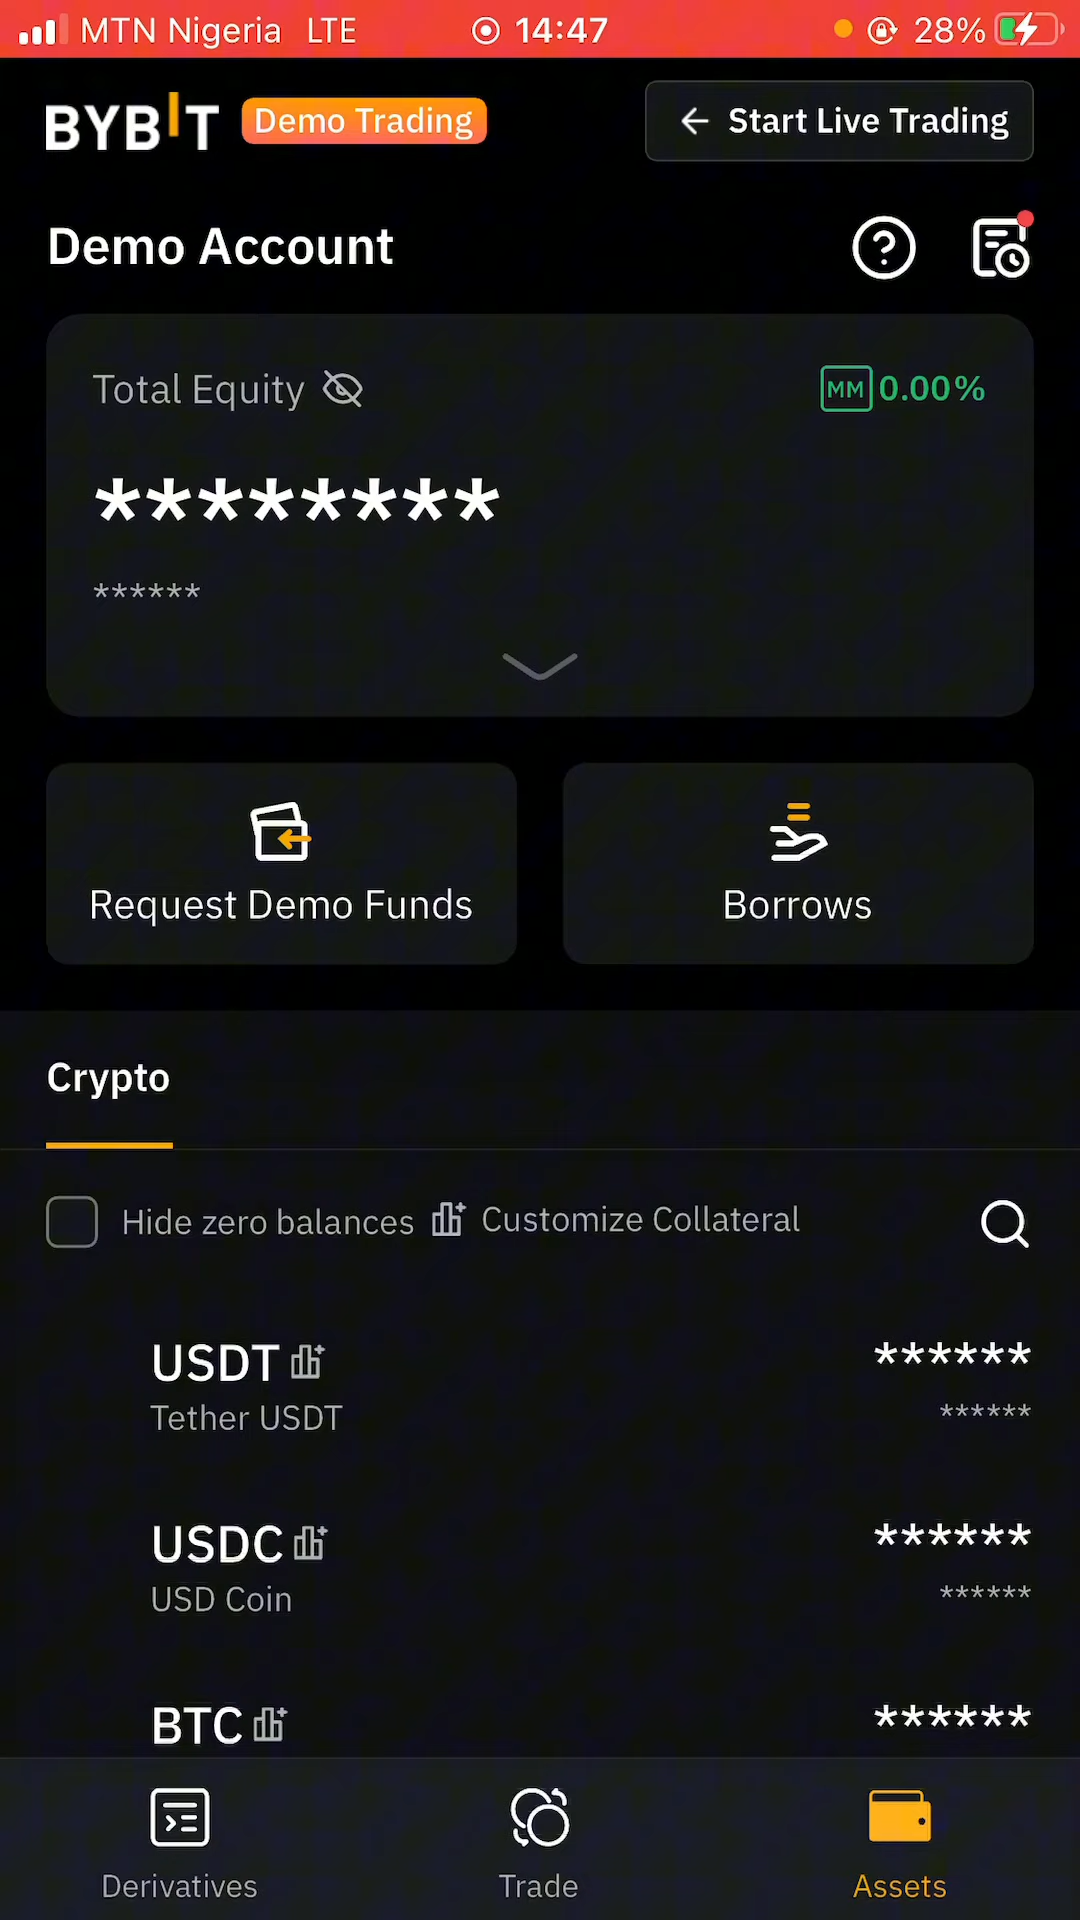 MTN Nigeria LTE 14:47 28%
BYBIT Demo Trading Start Live Trading
Demo Account
Total Equity MM 0.00%
********
******
Request Demo Funds Borrows
Crypto
Hide zero balances Customize Collateral
USDT ******
Tether USDT ******
USDC ******
USD Coin ******
BTC ******
Derivatives Trade Assets